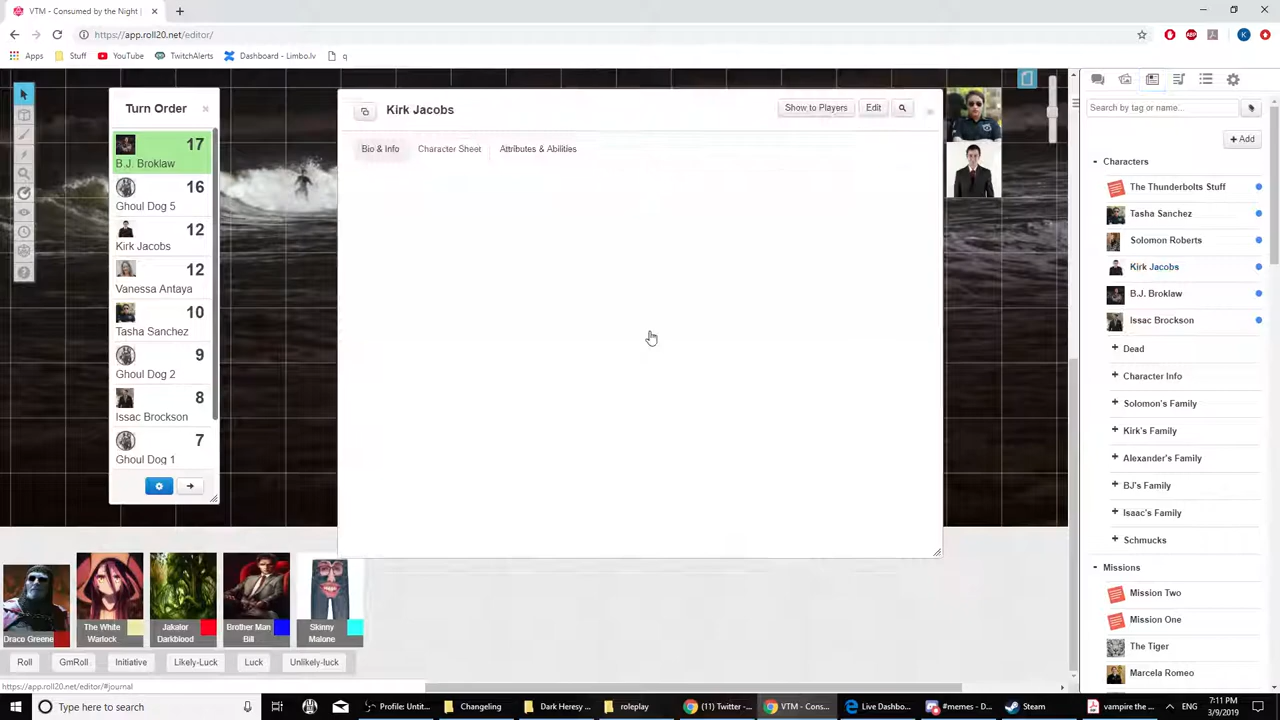 VTM - Consumed by the Night |
https://app.roll20.net/editor/
Apps
Stuff
YouTube
TwitchAlerts
Dashboard - Limbo.lv
q
Turn Order
17
B.J. Broklaw
16
Ghoul Dog 5
12
Kirk Jacobs
12
Vanessa Antaya
10
Tasha Sanchez
9
Ghoul Dog 2
8
Issac Brockson
7
Ghoul Dog 1
Kirk Jacobs
Show to Players
Edit
Bio & Info
Character Sheet
Attributes & Abilities
Search by tag or name...
+ Add
Characters
The Thunderbolts Stuff
Tasha Sanchez
Solomon Roberts
Kirk Jacobs
B.J. Broklaw
Issac Brockson
Dead
Character Info
Solomon's Family
Kirk's Family
Alexander's Family
BJ's Family
Isaac's Family
Schmucks
Missions
Mission Two
Mission One
The Tiger
Marcela Romeo
Draco Greene
The White Warlock
Jakalor Darkblood
Brother Man Bill
Skinny Malone
Roll
GmRoll
Initiative
Likely-Luck
Luck
Unlikely-luck
https://app.roll20.net/editor/#journal
Type here to search
Profile: Untit...
Changeling
Dark Heresy ...
roleplay
(11) Twitter - ...
VTM - Cons...
Live Dashbo...
#memes - D...
Steam
vampire the ...
ENG
7:11 PM
3/9/2019